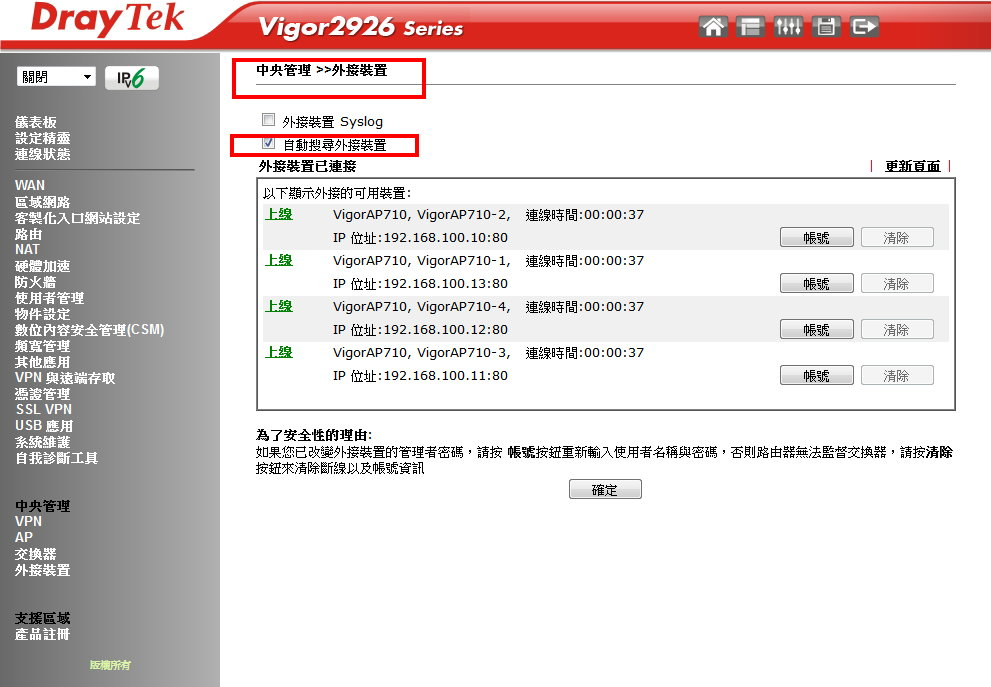 DrayTek
Vigor2926 Series
關閉
IPv6
儀表板
設定精靈
連線狀態
WAN
區域網路
客製化入口網站設定
路由
NAT
硬體加速
防火牆
使用者管理
物件設定
數位內容安全管理(CSM)
頻寬管理
其他應用
VPN 與遠端存取
憑證管理
SSL VPN
USB 應用
系統維護
自我診斷工具
中央管理
VPN
AP
交換器
外接裝置
支援區域
產品註冊
版權所有
中央管理 >>外接裝置
外接裝置 Syslog
自動搜尋外接裝置
外接裝置已連接
| 更新頁面 |
以下顯示外接的可用裝置:
上線 VigorAP710, VigorAP710-2, 連線時間:00:00:37
IP 位址:192.168.100.10:80 帳號 清除
上線 VigorAP710, VigorAP710-1, 連線時間:00:00:37
IP 位址:192.168.100.13:80 帳號 清除
上線 VigorAP710, VigorAP710-4, 連線時間:00:00:37
IP 位址:192.168.100.12:80 帳號 清除
上線 VigorAP710, VigorAP710-3, 連線時間:00:00:37
IP 位址:192.168.100.11:80 帳號 清除
為了安全性的理由:
如果您已改變外接裝置的管理者密碼，請按 帳號按鈕重新輸入使用者名稱與密碼，否則路由器無法監督交換器，請按清除
按鈕來清除斷線以及帳號資訊
確定